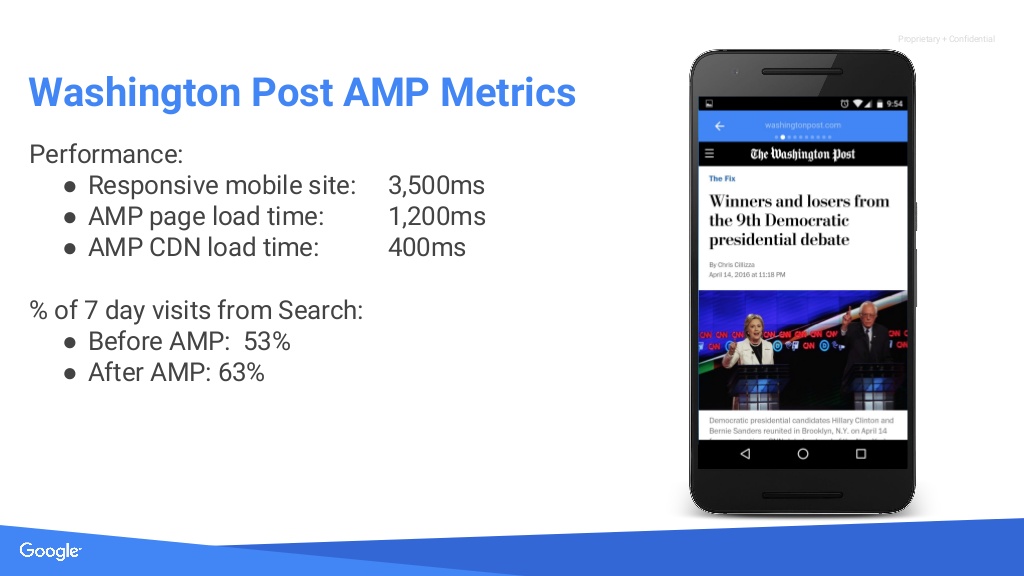 Proprietary + Confidential
Washington Post AMP Metrics
Performance:
● Responsive mobile site: 3,500ms
● AMP page load time: 1,200ms
● AMP CDN load time: 400ms
% of 7 day visits from Search:
● Before AMP: 53%
● After AMP: 63%
9:54
washingtonpost.com
The Washington Post
The Fix
Winners and losers from
the 9th Democratic
presidential debate
By Chris Cillizza
April 14, 2016 at 11:18 PM
CNN CNN CNN
Democratic presidential candidates Hillary Clinton and
Bernie Sanders reunited in Brooklyn, N.Y. on April 14
Google